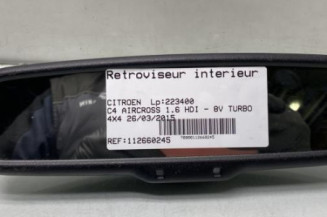 Retroviseur interieur
CITROEN Lp:223400
C4 AIRCROSS 1.6 HDI - 8V TURBO
4X4 26/03/2015
REF:112660245